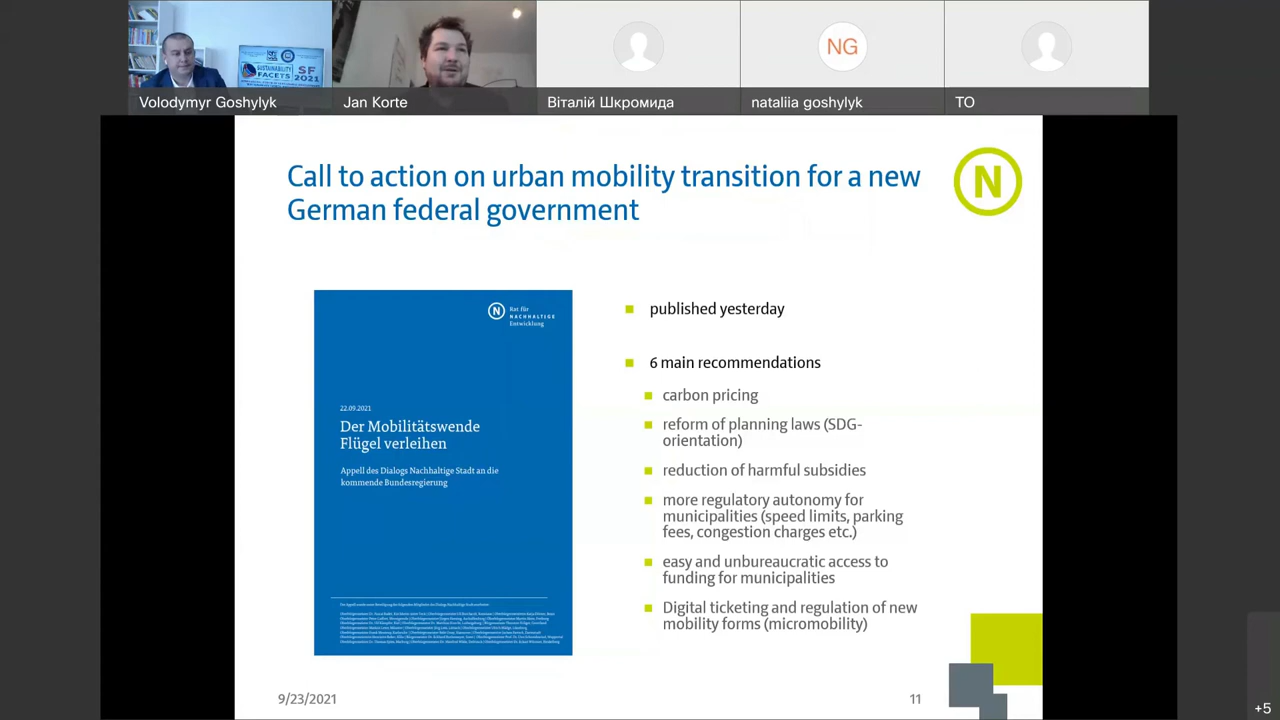 SUSTAINABILITY
FACETS
SF
2021
NG
Volodymyr Goshylyk
Jan Korte
Віталій Шкромида
nataliia goshylyk
TO
Call to action on urban mobility transition for a new
German federal government
N
N
Rat für
NACHHALTIGE
Entwicklung
22.09.2021
Der Mobilitätswende
Flügel verleihen
Appell des Dialogs Nachhaltige Stadt an die
kommende Bundesregierung
published yesterday
6 main recommendations
carbon pricing
reform of planning laws (SDG-
orientation)
reduction of harmful subsidies
more regulatory autonomy for
municipalities (speed limits, parking
fees, congestion charges etc.)
easy and unbureaucratic access to
funding for municipalities
Digital ticketing and regulation of new
mobility forms (micromobility)
9/23/2021
11
+5